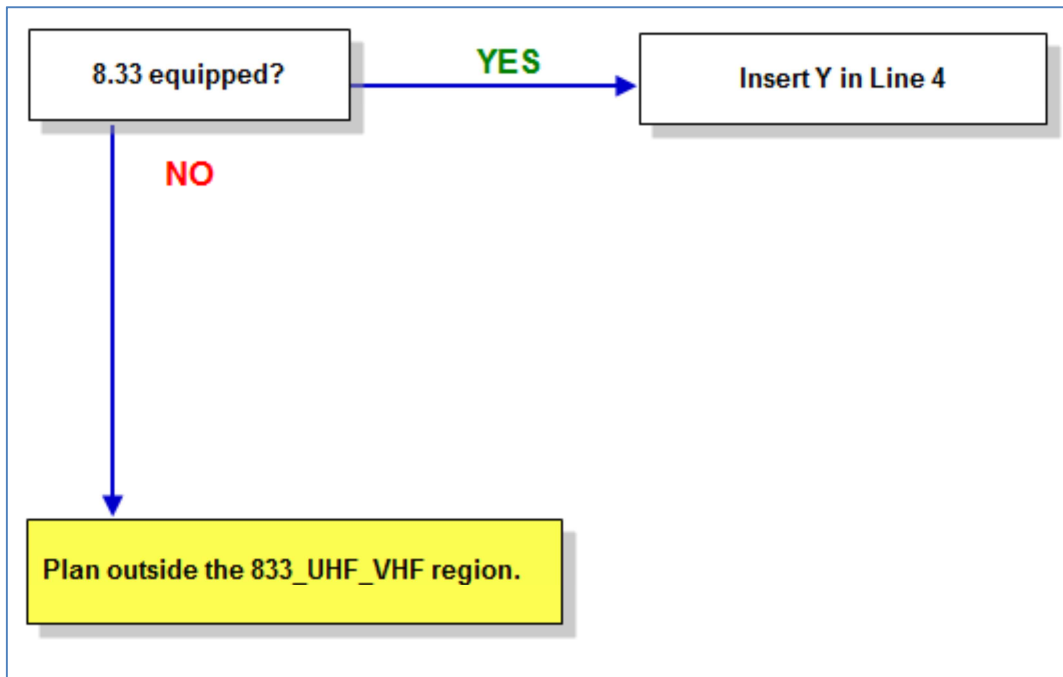 8.33 equipped?
YES
Insert Y in Line 4
NO
Plan outside the 833_UHF_VHF region.